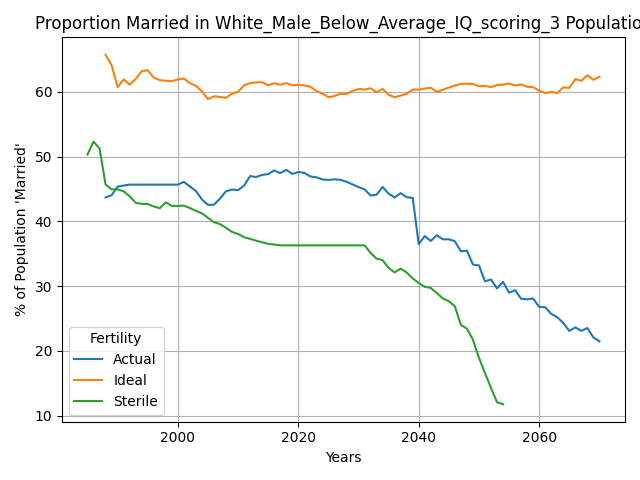 Proportion Married in White_Male_Below_Average_IQ_scoring_3 Populatio
% of Population 'Married'
60
50
40
30
20
10
Fertility
Actual
Ideal
Sterile
2000 2020 2040 2060
Years